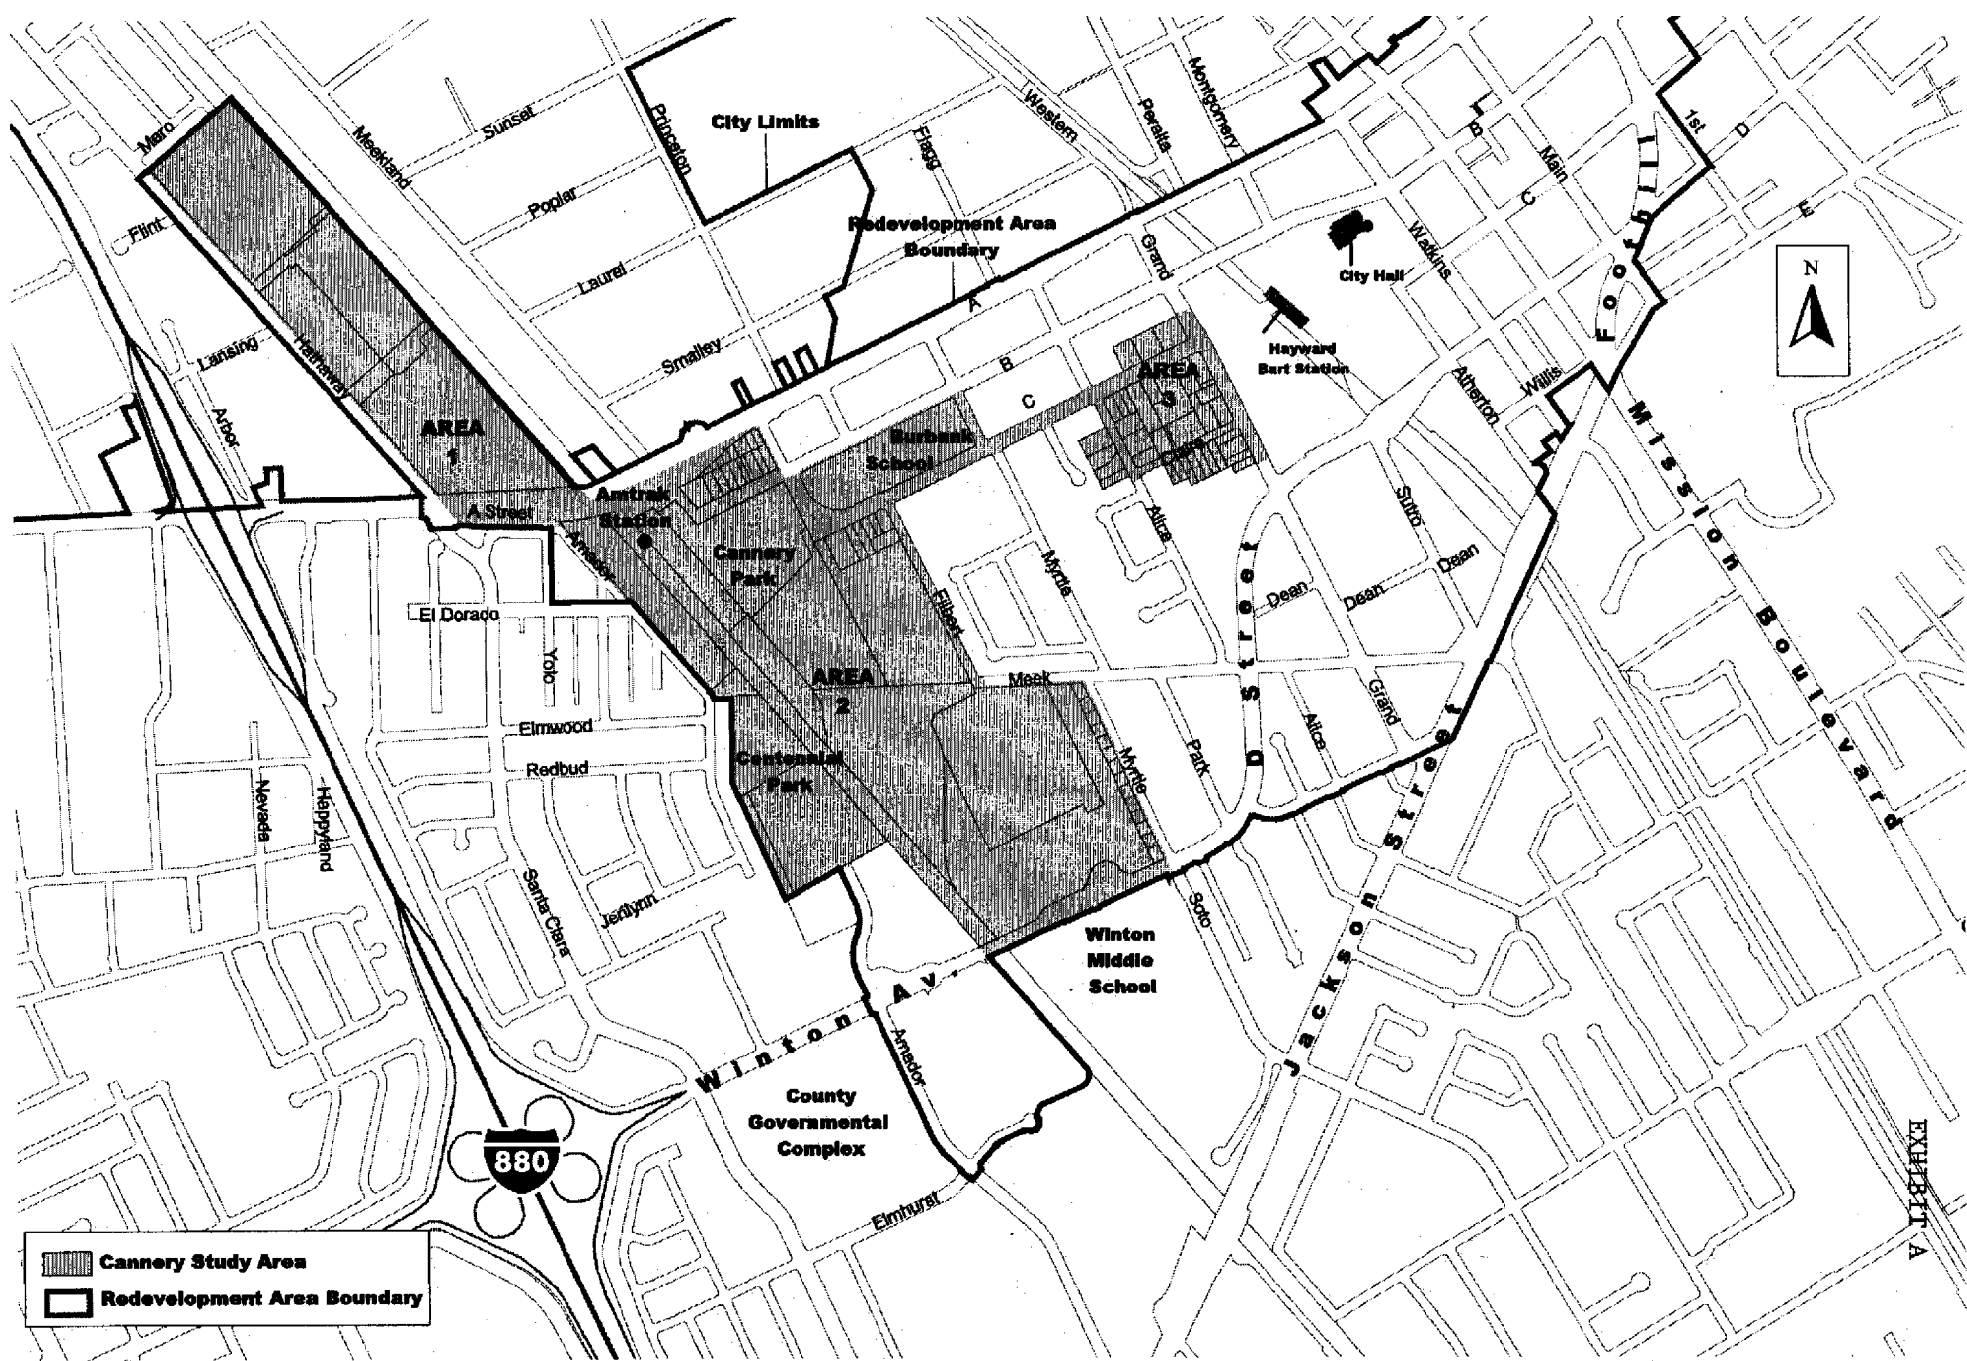 Montgomery
Peralta
Western
Sunset
Princeton
City Limits
Flagg
Meekland
Poplar
Laurel
Smalley
Flint
Lansing
Hathaway
Arbor
Redevelopment Area
Boundary
A
B
C
Grand
City Hall
Watkins
Hayward
Bart Station
B
Main
C
1st
D
E
Foothill
N
Atherton
Willis
AREA
1
AREA
3
Claire
Burbank
School
Amtrak
Station
A Street
Amador
Cannery
Park
Filbert
Myrtle
Alice
Sutro
Dean
Dean
Dean
D Street
Mission Boulevard
El Dorado
Yolo
Elmwood
Redbud
AREA
2
Meek
Centennial
Park
Myrtle
Park
Alice
Grand
Jackson Street
Nevada
Happyland
Santa Clara
Jerilynn
Soto
Winton
Middle
School
Winton Av.
Amador
County
Governmental
Complex
Elmhurst
880
EXHIBIT A
Cannery Study Area
Redevelopment Area Boundary